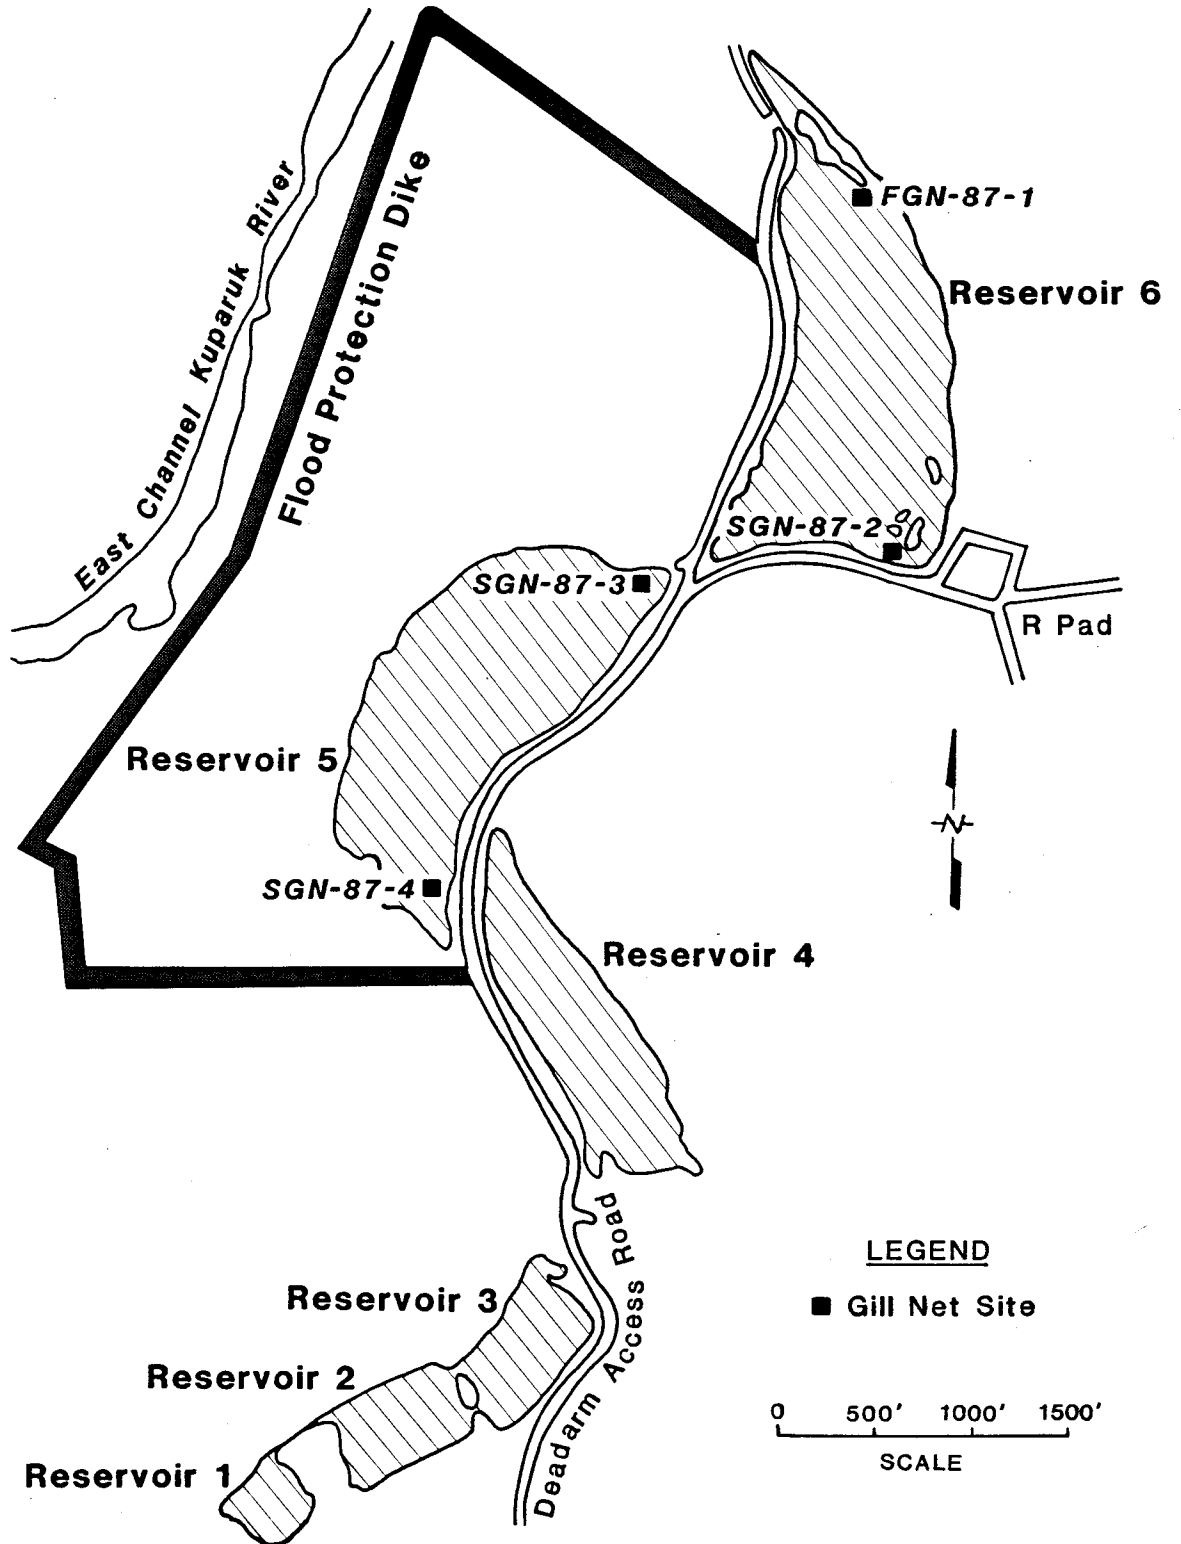 East Channel Kuparuk River
Flood Protection Dike
FGN-87-1
Reservoir 6
SGN-87-2
SGN-87-3
R Pad
Reservoir 5
N
SGN-87-4
Reservoir 4
Deadarm Access Road
LEGEND
Gill Net Site
Reservoir 3
Reservoir 2
0 500' 1000' 1500'
SCALE
Reservoir 1